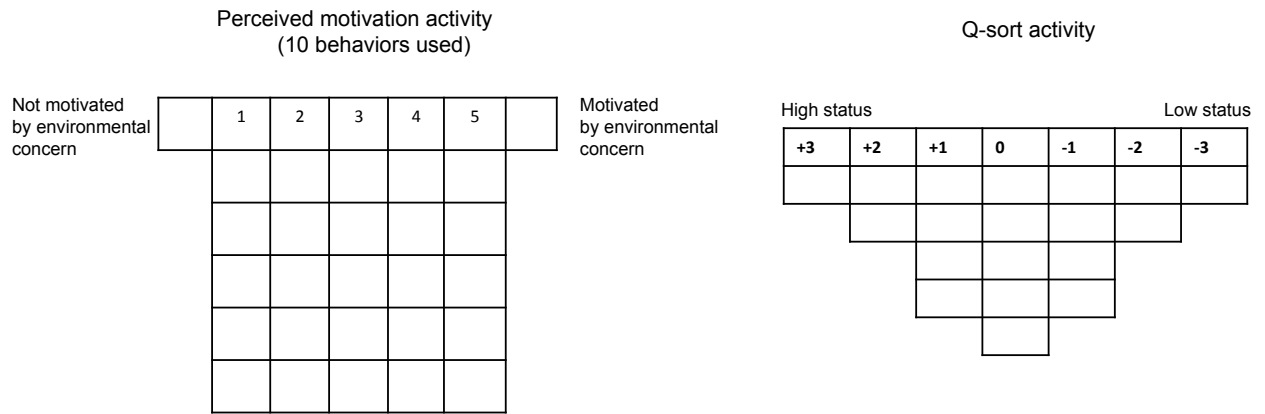 Perceived motivation activity
(10 behaviors used)
Not motivated
by environmental
concern
1 2 3 4 5
Motivated
by environmental
concern
Q-sort activity
High status Low status
+3 +2 +1 0 -1 -2 -3